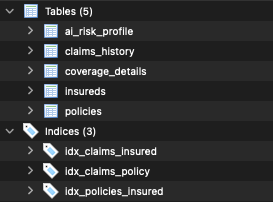 Tables (5)
ai_risk_profile
claims_history
coverage_details
insureds
policies
Indices (3)
idx_claims_insured
idx_claims_policy
idx_policies_insured